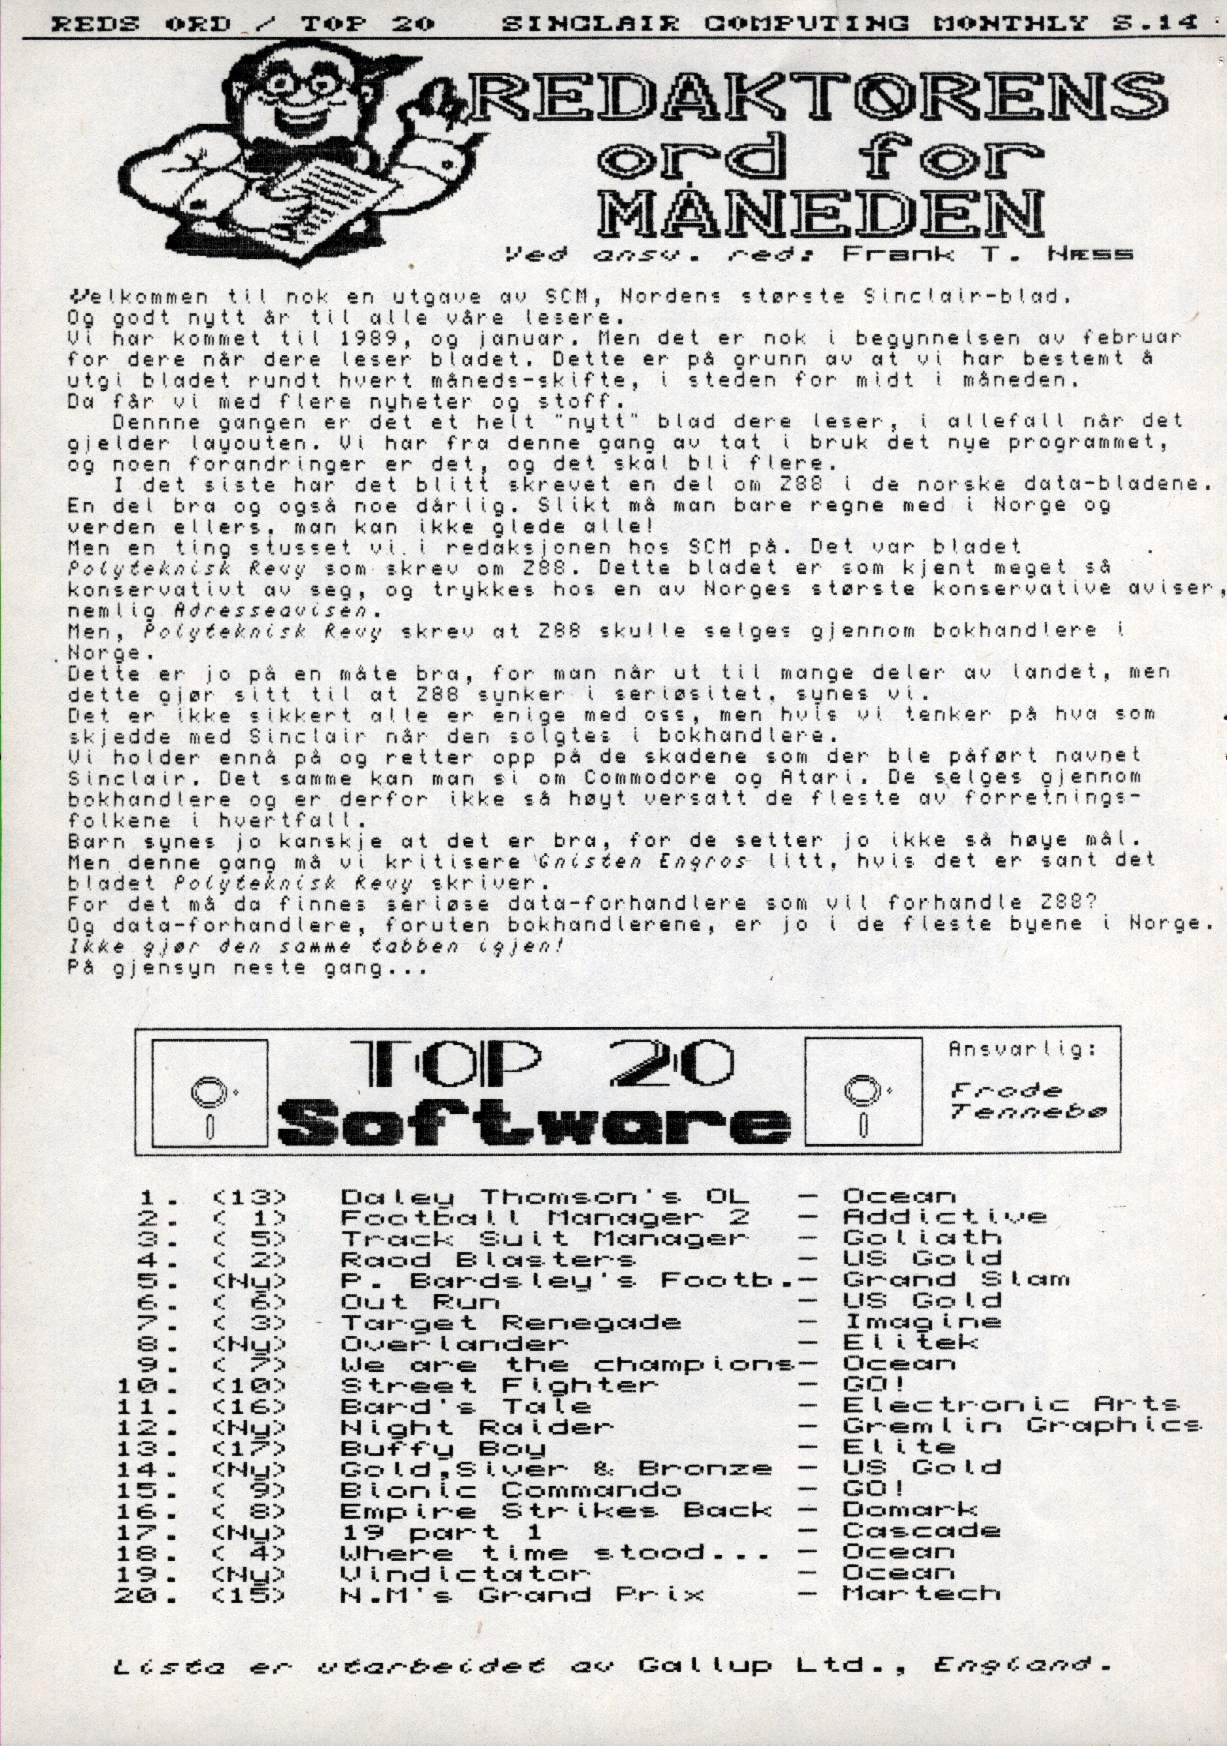 REDS ORD / TOP 20 SINCLAIR COMPUTING MONTHLY S.14
REDAKTØRENS
ord for
MÅNEDEN
Ved ansv. red: Frank T. Næss
Velkommen til nok en utgave av SCM, Nordens største Sinclair-blad.
Og godt nytt år til alle våre lesere.
Vi har kommet til 1989, og januar. Men det er nok i begynnelsen av februar
for dere når dere leser bladet. Dette er på grunn av at vi har bestemt å
utgi bladet rundt hvert måneds-skifte, i steden for midt i måneden.
Da får vi med flere nyheter og stoff.
Dennne gangen er det et helt "nytt" blad dere leser, i allefall når det
gjelder layouten. Vi har fra denne gang av tat i bruk det nye programmet,
og noen forandringer er det, og det skal bli flere.
I det siste har det blitt skrevet en del om Z88 i de norske data-bladene.
En del bra og også noe dårlig. Slikt må man bare regne med i Norge og
verden ellers, man kan ikke glede alle!
Men en ting stusset vi i redaksjonen hos SCM på. Det var bladet
Polyteknisk Revy som skrev om Z88. Dette bladet er som kjent meget så
konservativt av seg, og trykkes hos en av Norges største konservative aviser,
nemlig Adresseavisen.
Men, Polyteknisk Revy skrev at Z88 skulle selges gjennom bokhandlere i
Norge.
Dette er jo på en måte bra, for man når ut til mange deler av landet, men
dette gjør sitt til at Z88 synker i seriøsitet, synes vi.
Det er ikke sikkert alle er enige med oss, men hvis vi tenker på hva som
skjedde med Sinclair når den solgtes i bokhandlere.
Vi holder ennå på og retter opp på de skadene som der ble påført navnet
Sinclair. Det samme kan man si om Commodore og Atari. De selges gjennom
bokhandlere og er derfor ikke så høyt versatt de fleste av forretnings-
folkene i hvertfall.
Barn synes jo kanskje at det er bra, for de setter jo ikke så høye mål.
Men denne gang må vi kritisere Gnisten Engros litt, hvis det er sant det
bladet Polyteknisk Revy skriver.
For det må da finnes seriøse data-forhandlere som vil forhandle Z88?
Og data-forhandlere, foruten bokhandlerene, er jo i de fleste byene i Norge.
Ikke gjør den samme tabben igjen!
På gjensyn neste gang...
TOP 20
Software
Ansvarlig:
Frode
Tennebø
1. (13) Daley Thomson's OL - Ocean
2. ( 1) Football Manager 2 - Addictive
3. ( 5) Track Suit Manager - Goliath
4. ( 2) Raod Blasters - US Gold
5. (Ny) P. Bardsley's Footb.- Grand Slam
6. ( 6) Out Run - US Gold
7. ( 3) Target Renegade - Imagine
8. (Ny) Overlander - Elitek
9. ( 7) We are the champions- Ocean
10. (10) Street Fighter - GO!
11. (16) Bard's Tale - Electronic Arts
12. (Ny) Night Raider - Gremlin Graphics
13. (17) Buffy Boy - Elite
14. (Ny) Gold,Siver & Bronze - US Gold
15. ( 9) Bionic Commando - GO!
16. ( 8) Empire Strikes Back - Domark
17. (Ny) 19 part 1 - Cascade
18. ( 4) Where time stood... - Ocean
19. (Ny) Vindictator - Ocean
20. (15) N.M's Grand Prix - Martech
Lista er utarbeidet av Gallup Ltd., England.